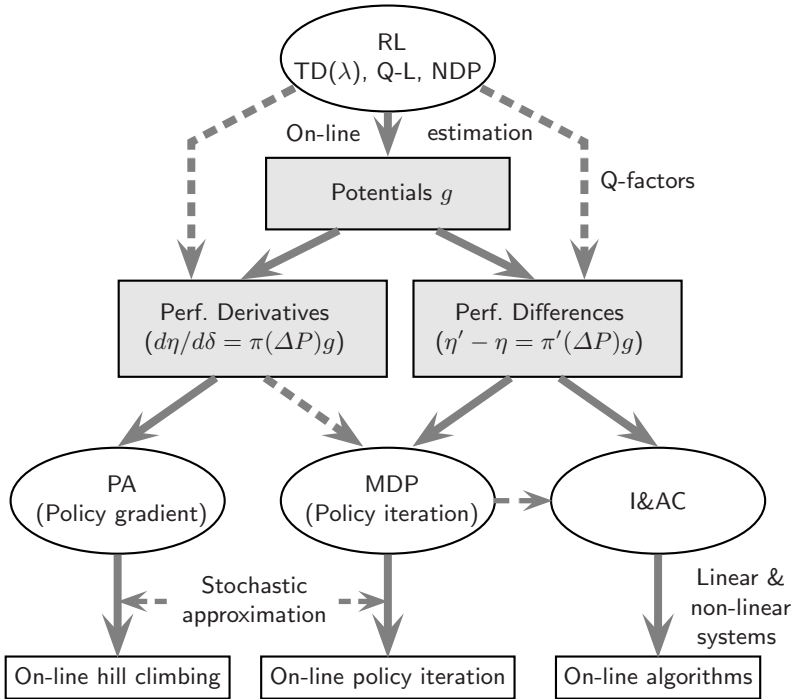 RL
TD(λ), Q-L, NDP
On-line estimation
Potentials g
Q-factors
Perf. Derivatives
(dη/dδ = π(ΔP)g)
Perf. Differences
(η′ − η = π′(ΔP)g)
PA
(Policy gradient)
MDP
(Policy iteration)
I&AC
Stochastic
approximation
Linear &
non-linear
systems
On-line hill climbing
On-line policy iteration
On-line algorithms